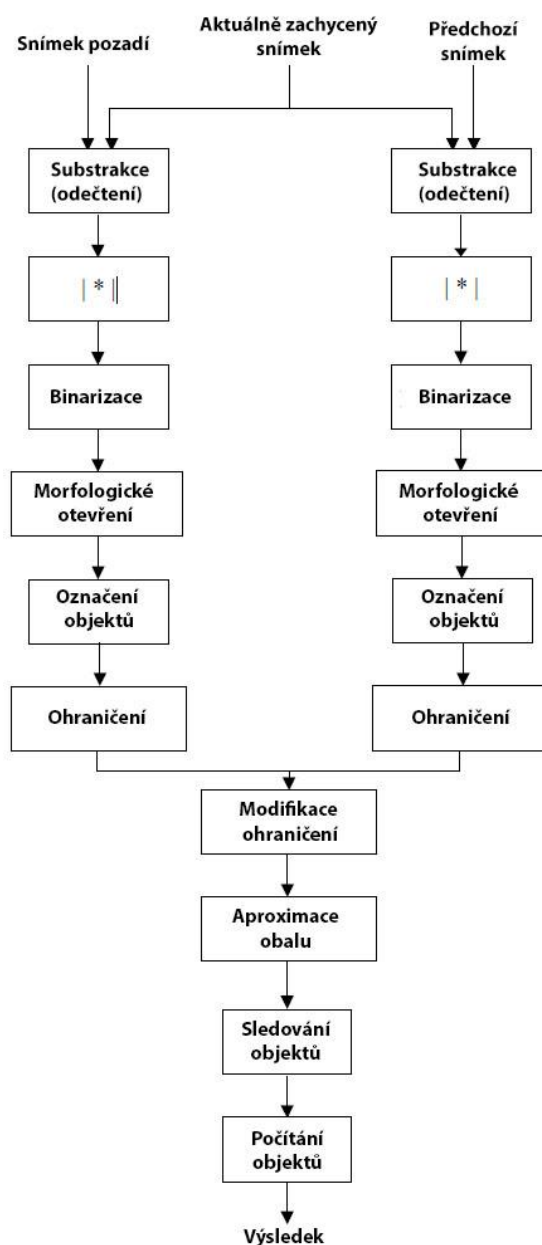 Snímek pozadí
Aktuálně zachycený
snímek
Předchozí
snímek
Substrakce
(odečtení)
Substrakce
(odečtení)
| * ||
| * |
Binarizace
Binarizace
Morfologické
otevření
Morfologické
otevření
Označení
objektů
Označení
objektů
Ohraničení
Ohraničení
Modifikace
ohraničení
Aproximace
obalu
Sledování
objektů
Počítání
objektů
Výsledek